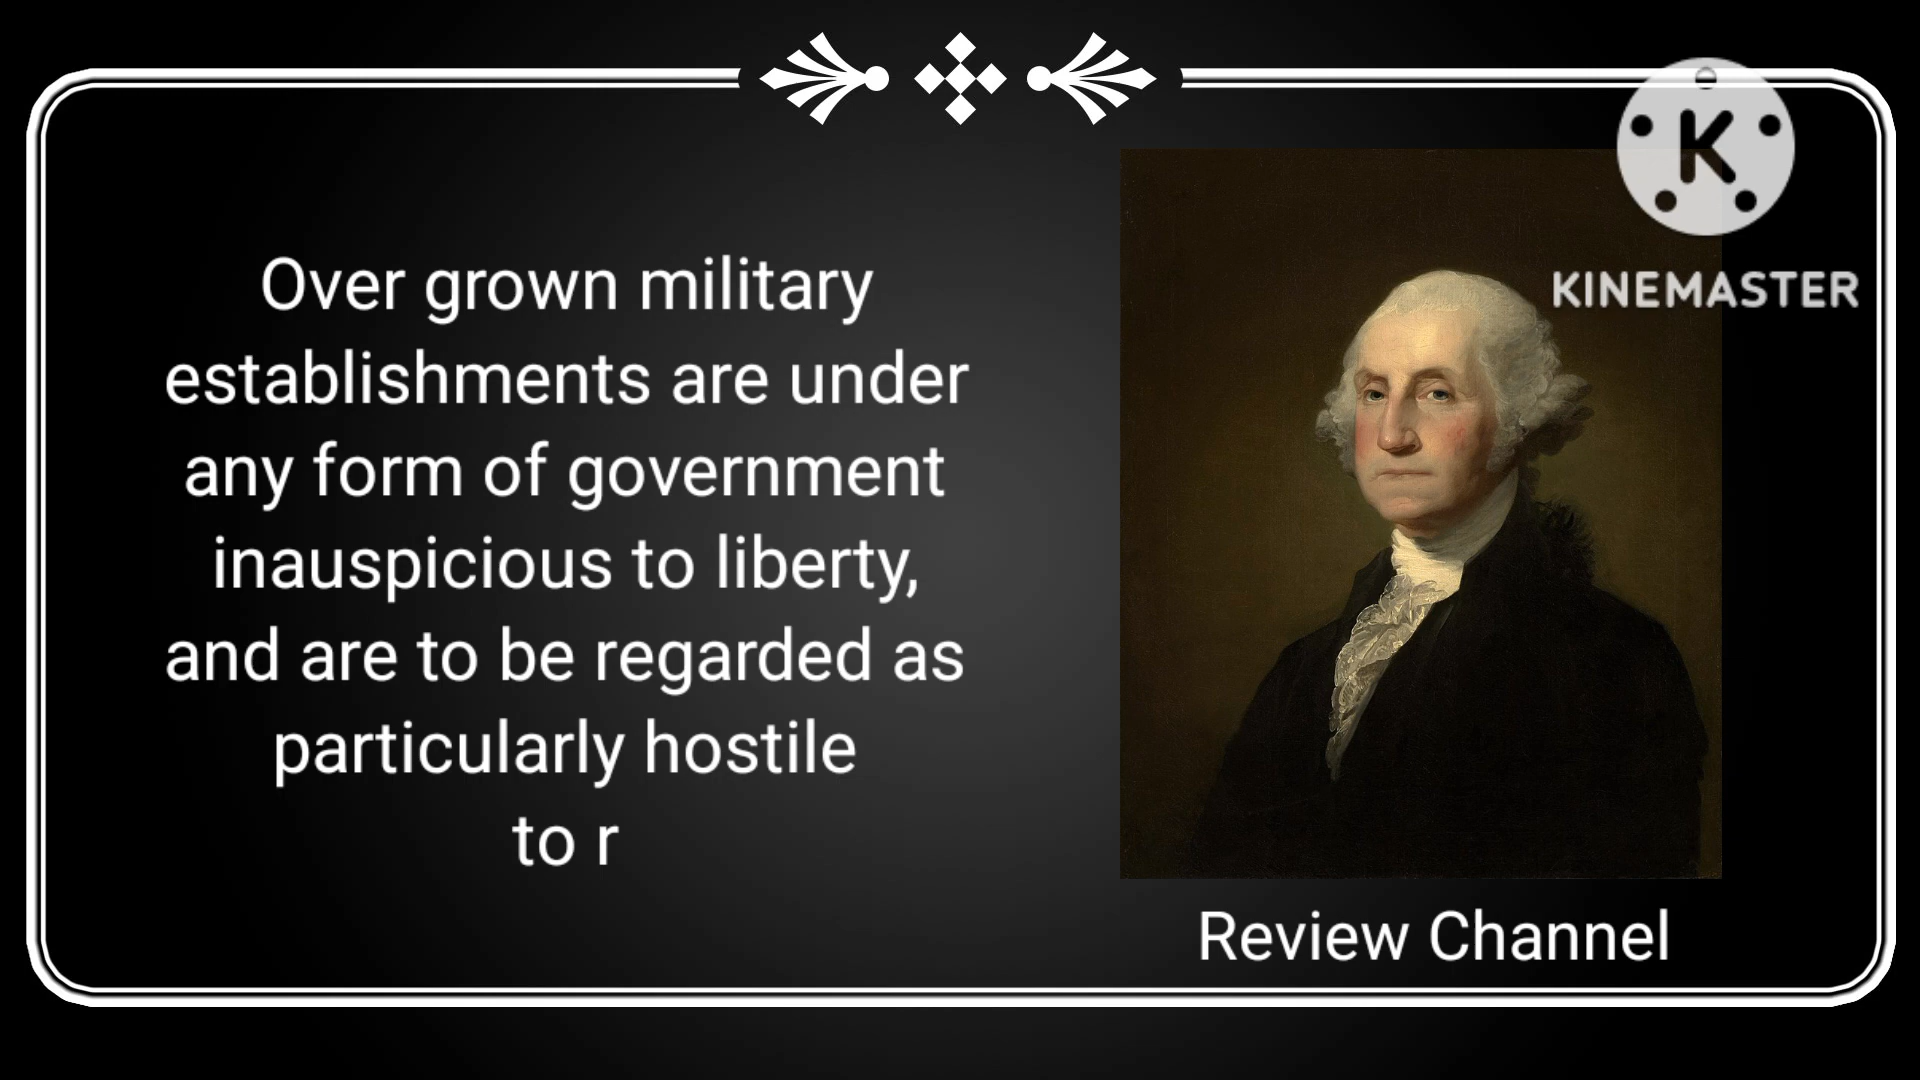 Over grown military
establishments are under
any form of government
inauspicious to liberty,
and are to be regarded as
particularly hostile
to r
K
KINEMASTER
Review Channel